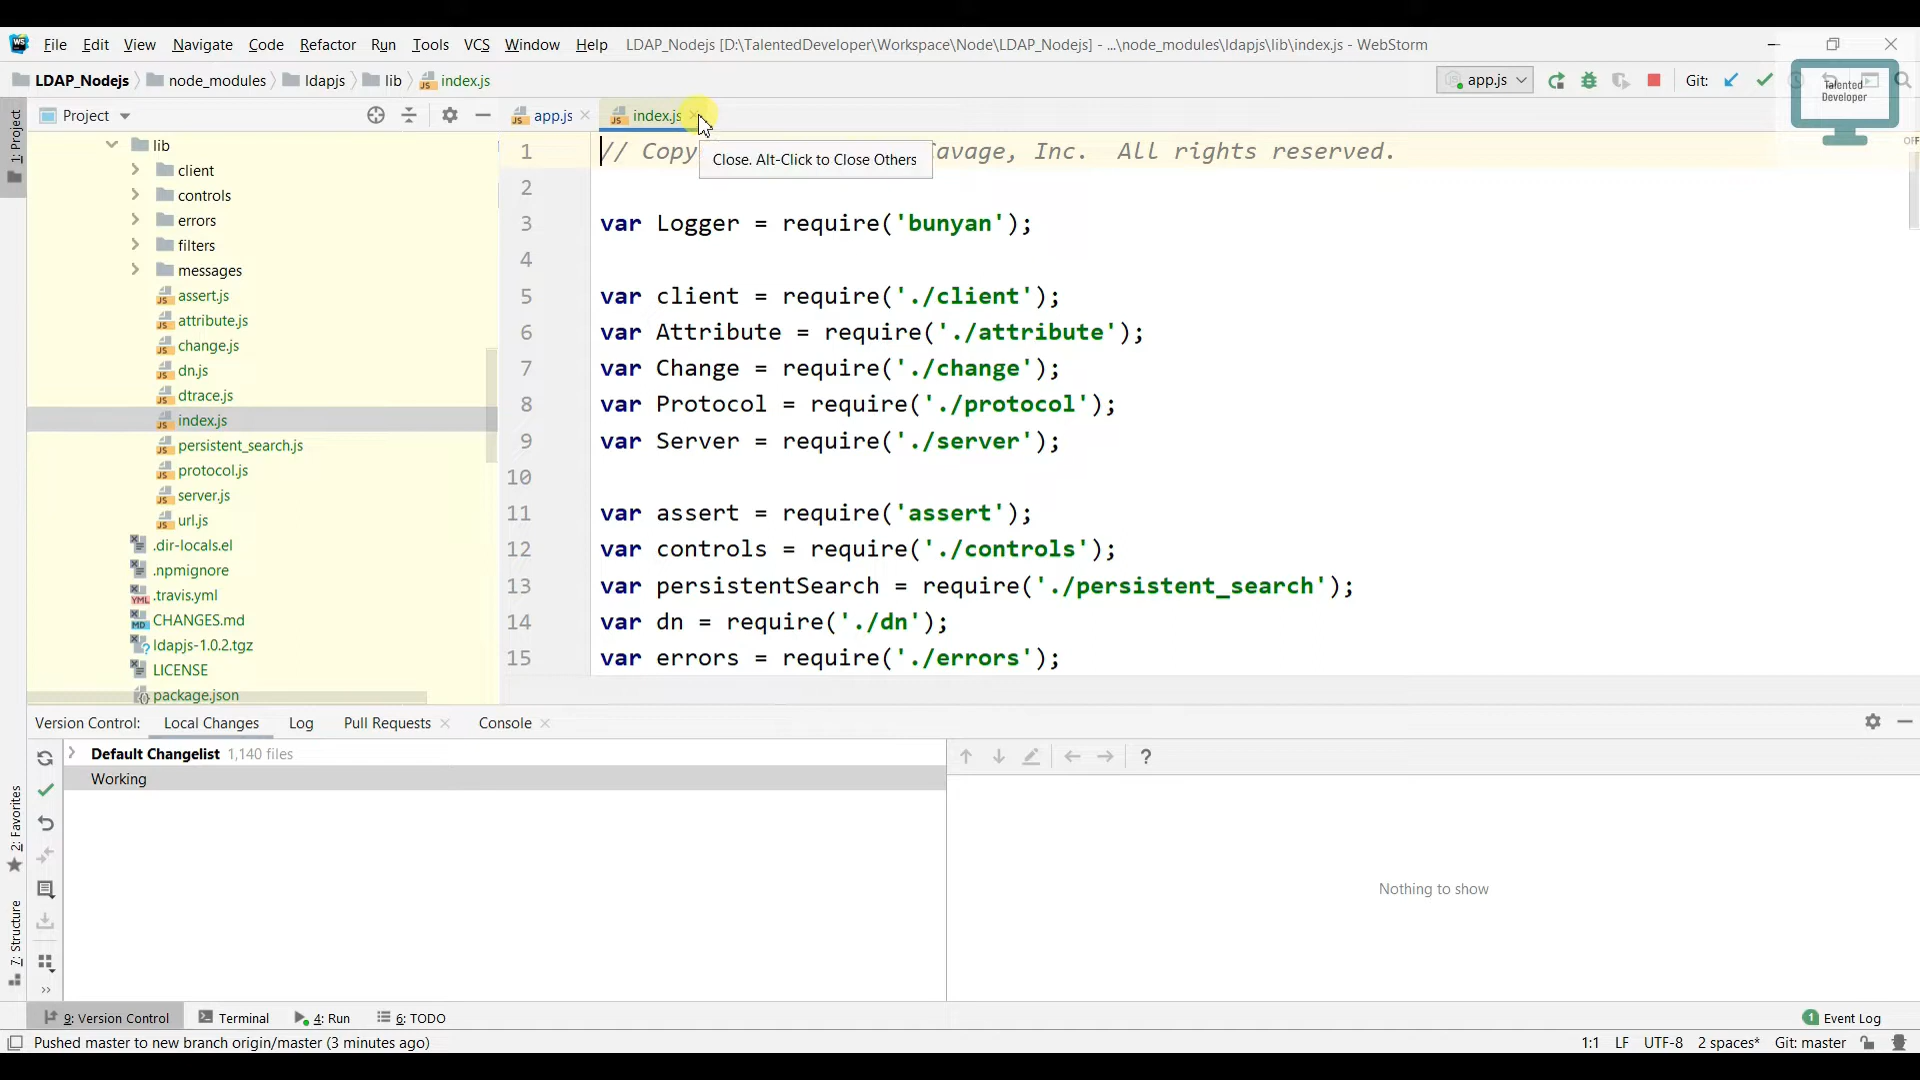 WS File Edit View Navigate Code Refactor Run Tools VCS Window Help LDAP_Nodejs [D:\TalentedDeveloper\Workspace\Node\LDAP_Nodejs] - ...\node_modules\ldapjs\lib\index.js - WebStorm
LDAP_Nodejs node_modules ldapjs lib index.js app.js Git:
Talented
Developer
1: Project
Project
app.js index.js
OFF
lib
client
controls
errors
filters
messages
assert.js
attribute.js
change.js
dn.js
dtrace.js
index.js
persistent_search.js
protocol.js
server.js
url.js
.dir-locals.el
.npmignore
.travis.yml
CHANGES.md
ldapjs-1.0.2.tgz
LICENSE
package.json
Close. Alt-Click to Close Others
1 // Copy avage, Inc.  All rights reserved.
2
3 var Logger = require('bunyan');
4
5 var client = require('./client');
6 var Attribute = require('./attribute');
7 var Change = require('./change');
8 var Protocol = require('./protocol');
9 var Server = require('./server');
10
11 var assert = require('assert');
12 var controls = require('./controls');
13 var persistentSearch = require('./persistent_search');
14 var dn = require('./dn');
15 var errors = require('./errors');
Version Control: Local Changes Log Pull Requests Console
Default Changelist 1,140 files
Working
?
Nothing to show
2: Favorites
7: Structure
9: Version Control Terminal 4: Run 6: TODO 1 Event Log
Pushed master to new branch origin/master (3 minutes ago) 1:1 LF UTF-8 2 spaces* Git: master